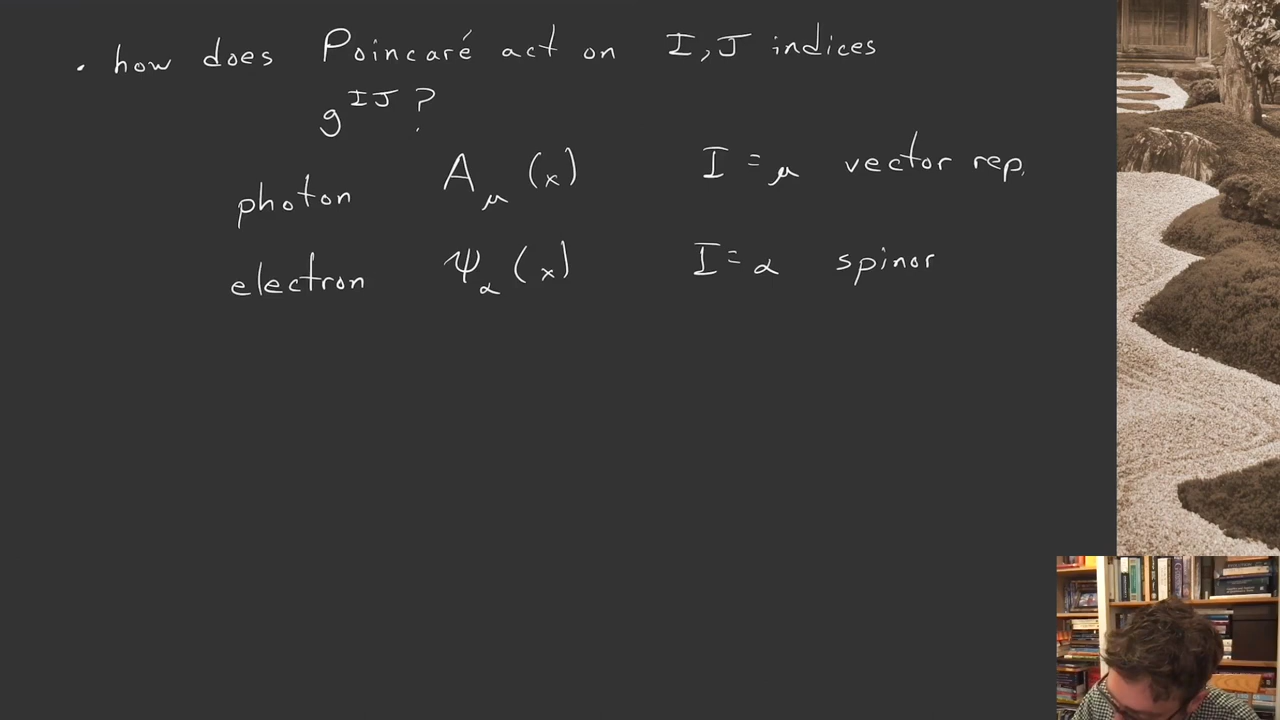 · how does Poincaré act on I, J indices
g^{IJ} ?
photon A_μ (x) I = μ vector rep.
electron Ψ_α (x) I = α spinor